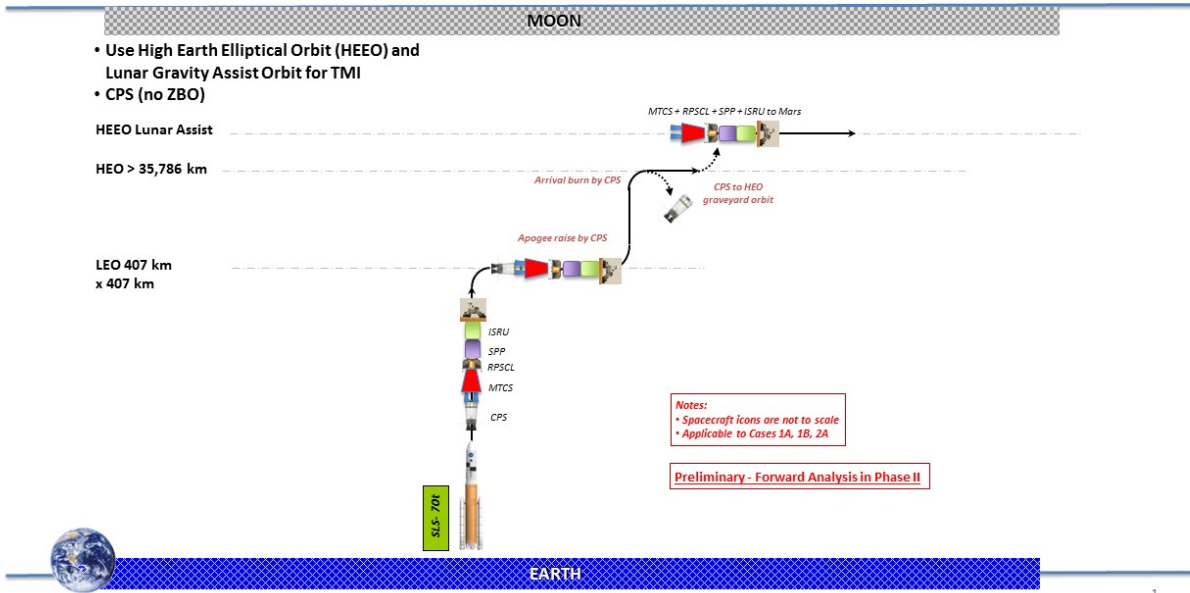 MOON
• Use High Earth Elliptical Orbit (HEEO) and
Lunar Gravity Assist Orbit for TMI
• CPS (no ZBO)
MTCS + RPSCL + SPP + ISRU to Mars
HEEO Lunar Assist
HEO > 35,786 km
Arrival burn by CPS
CPS to HEO
graveyard orbit
Apogee raise by CPS
LEO 407 km
x 407 km
ISRU
SPP
RPSCL
MTCS
CPS
Notes:
• Spacecraft icons are not to scale
• Applicable to Cases 1A, 1B, 2A
Preliminary - Forward Analysis in Phase II
SLS- 70t
EARTH